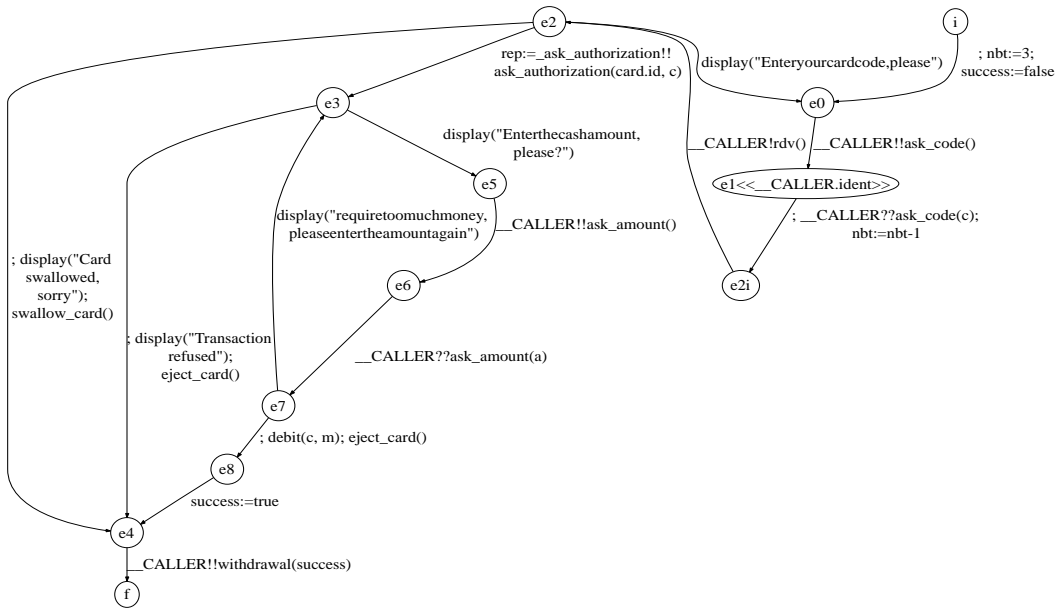 e2
i
rep:=_ask_authorization!!
ask_authorization(card.id, c)
display("Enteryourcardcode,please")
; nbt:=3;
success:=false
e3
e0
display("Enterthecashamount,
please?")
__CALLER!rdv()
__CALLER!!ask_code()
e5
e1<<__CALLER.ident>>
display("requiretoomuchmoney,
pleaseentertheamountagain")
__CALLER!!ask_amount()
; __CALLER??ask_code(c);
nbt:=nbt-1
; display("Card
swallowed,
sorry");
swallow_card()
e6
e2i
; display("Transaction
refused");
eject_card()
__CALLER??ask_amount(a)
e7
; debit(c, m); eject_card()
e8
success:=true
e4
__CALLER!!withdrawal(success)
f